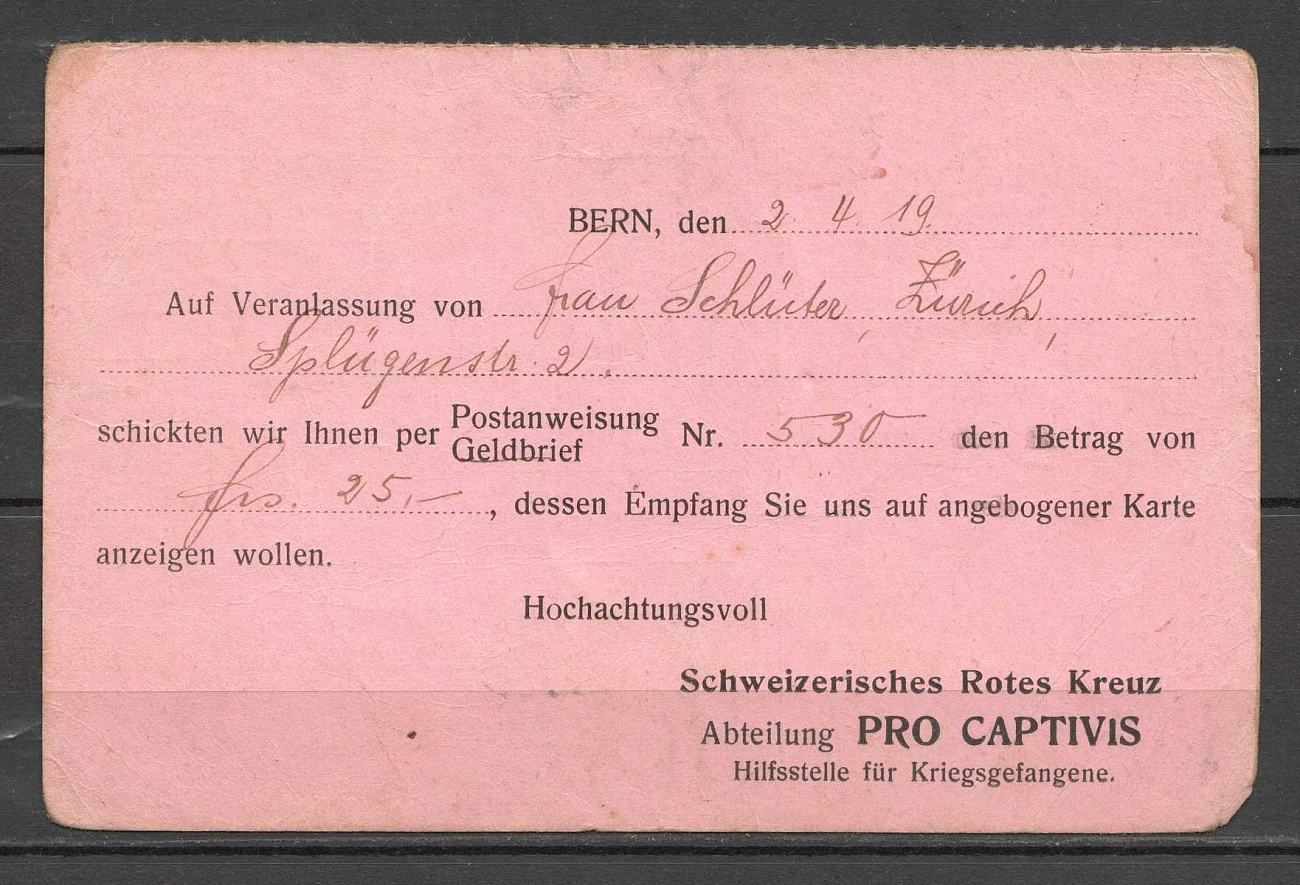 BERN, den 2. 4. 19.
Auf Veranlassung von Frau Schlüter, Zürich,
Splügenstr. 2.
schickten wir Ihnen per Postanweisung Geldbrief Nr. 530 den Betrag von
frs. 25.—, dessen Empfang Sie uns auf angebogener Karte
anzeigen wollen.
Hochachtungsvoll
Schweizerisches Rotes Kreuz
Abteilung PRO CAPTIVIS
Hilfsstelle für Kriegsgefangene.